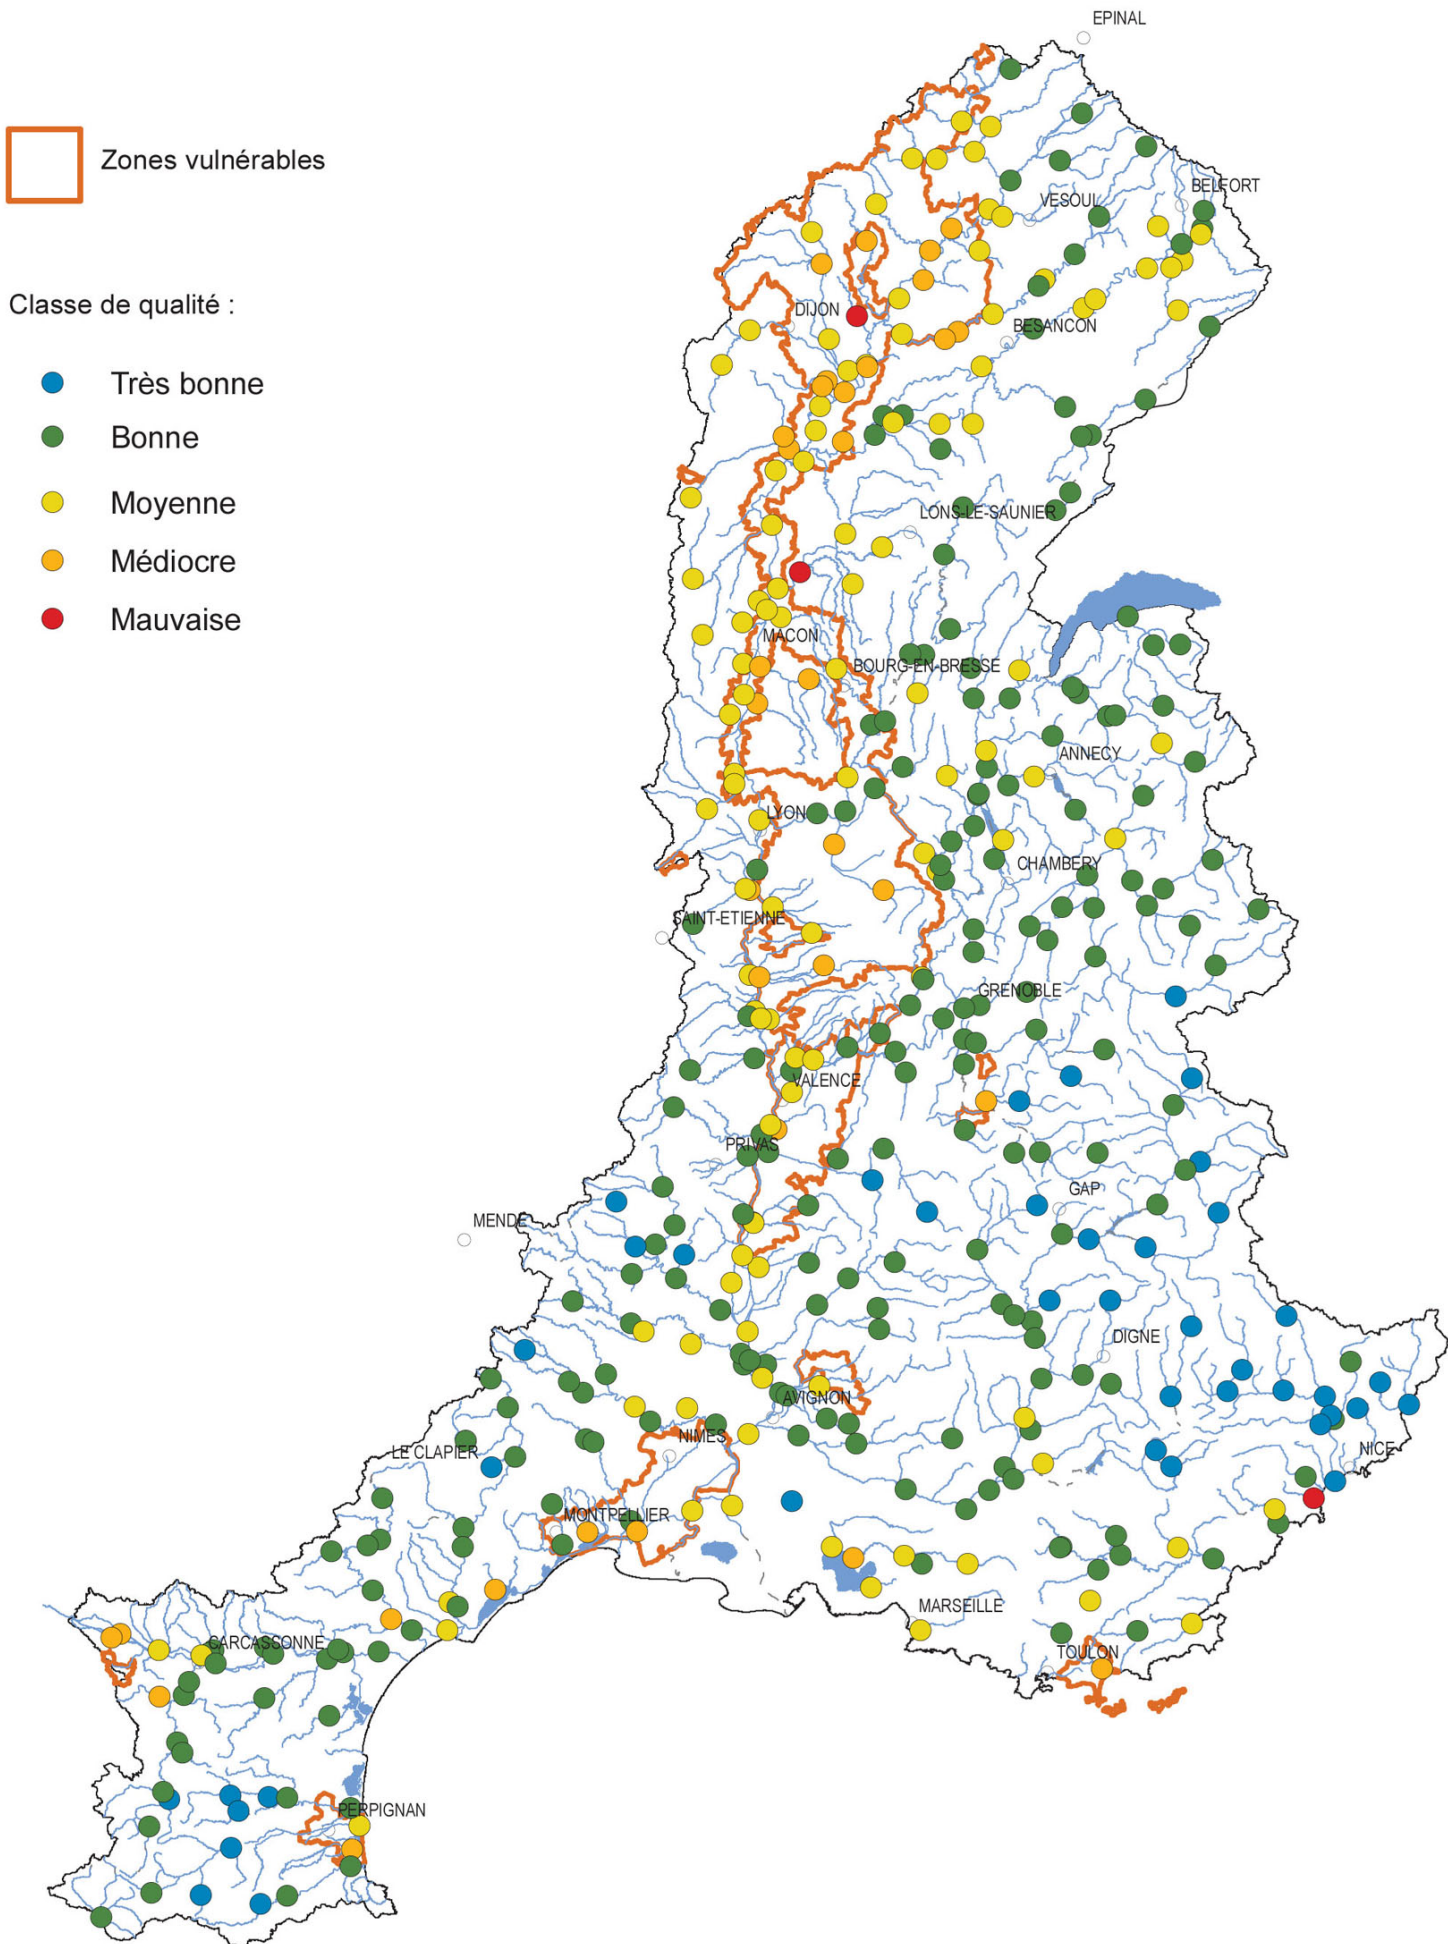 EPINAL
Zones vulnérables
BELFORT
VESOUL
Classe de qualité :
DIJON
BESANCON
Très bonne
Bonne
Moyenne
LONS-LE-SAUNIER
Médiocre
Mauvaise
MACON
BOURG-EN-BRESSE
ANNECY
LYON
CHAMBERY
SAINT-ETIENNE
GRENOBLE
VALENCE
PRIVAS
GAP
MENDE
DIGNE
AVIGNON
NIMES
LE CLAPIER
NICE
MONTPELLIER
MARSEILLE
CARCASSONNE
TOULON
PERPIGNAN